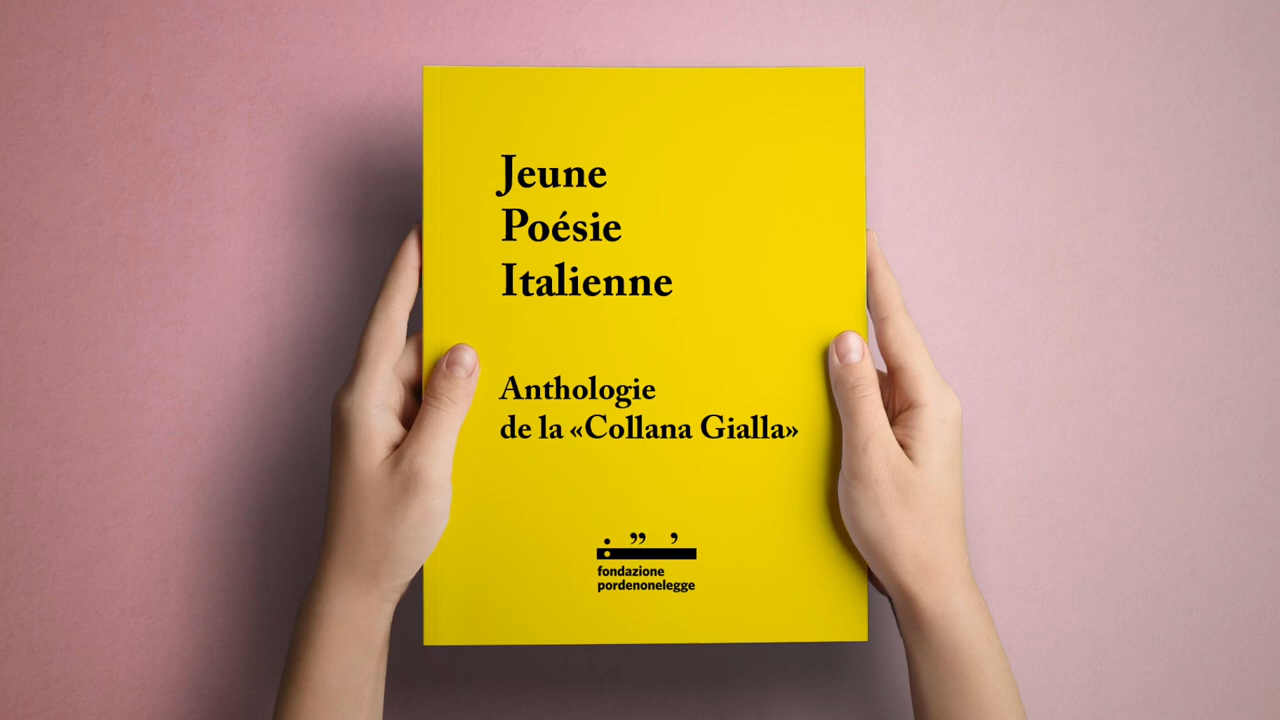 Jeune
Poésie
Italienne
Anthologie
de la «Collana Gialla»
fondazione
pordenonelegge